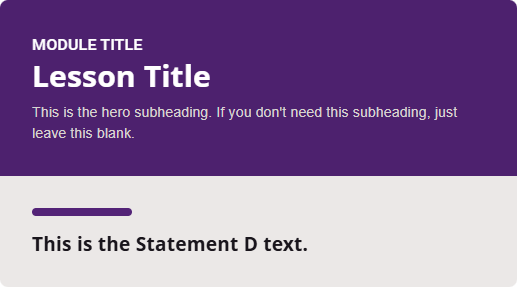 MODULE TITLE
Lesson Title
This is the hero subheading. If you don't need this subheading, just
leave this blank.
This is the Statement D text.